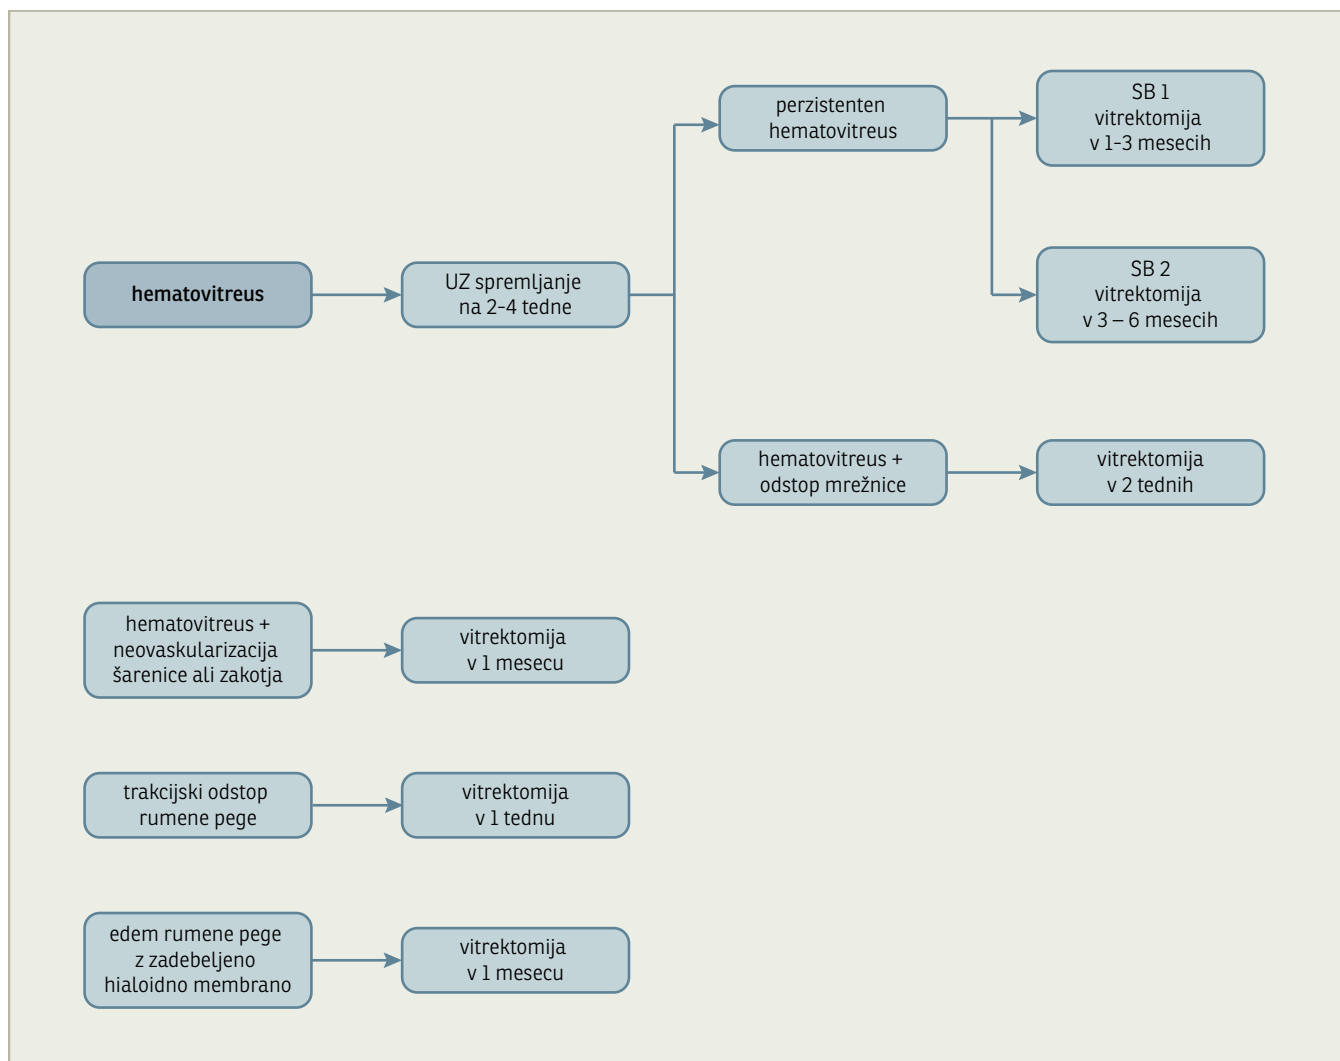 hematovitreus
UZ spremljanje
na 2-4 tedne
perzistenten
hematovitreus
SB 1
vitrektomija
v 1-3 mesecih
SB 2
vitrektomija
v 3 – 6 mesecih
hematovitreus +
odstop mrežnice
vitrektomija
v 2 tednih
hematovitreus +
neovaskularizacija
šarenice ali zakotja
vitrektomija
v 1 mesecu
trakcijski odstop
rumene pege
vitrektomija
v 1 tednu
edem rumene pege
z zadebeljeno
hialoidno membrano
vitrektomija
v 1 mesecu